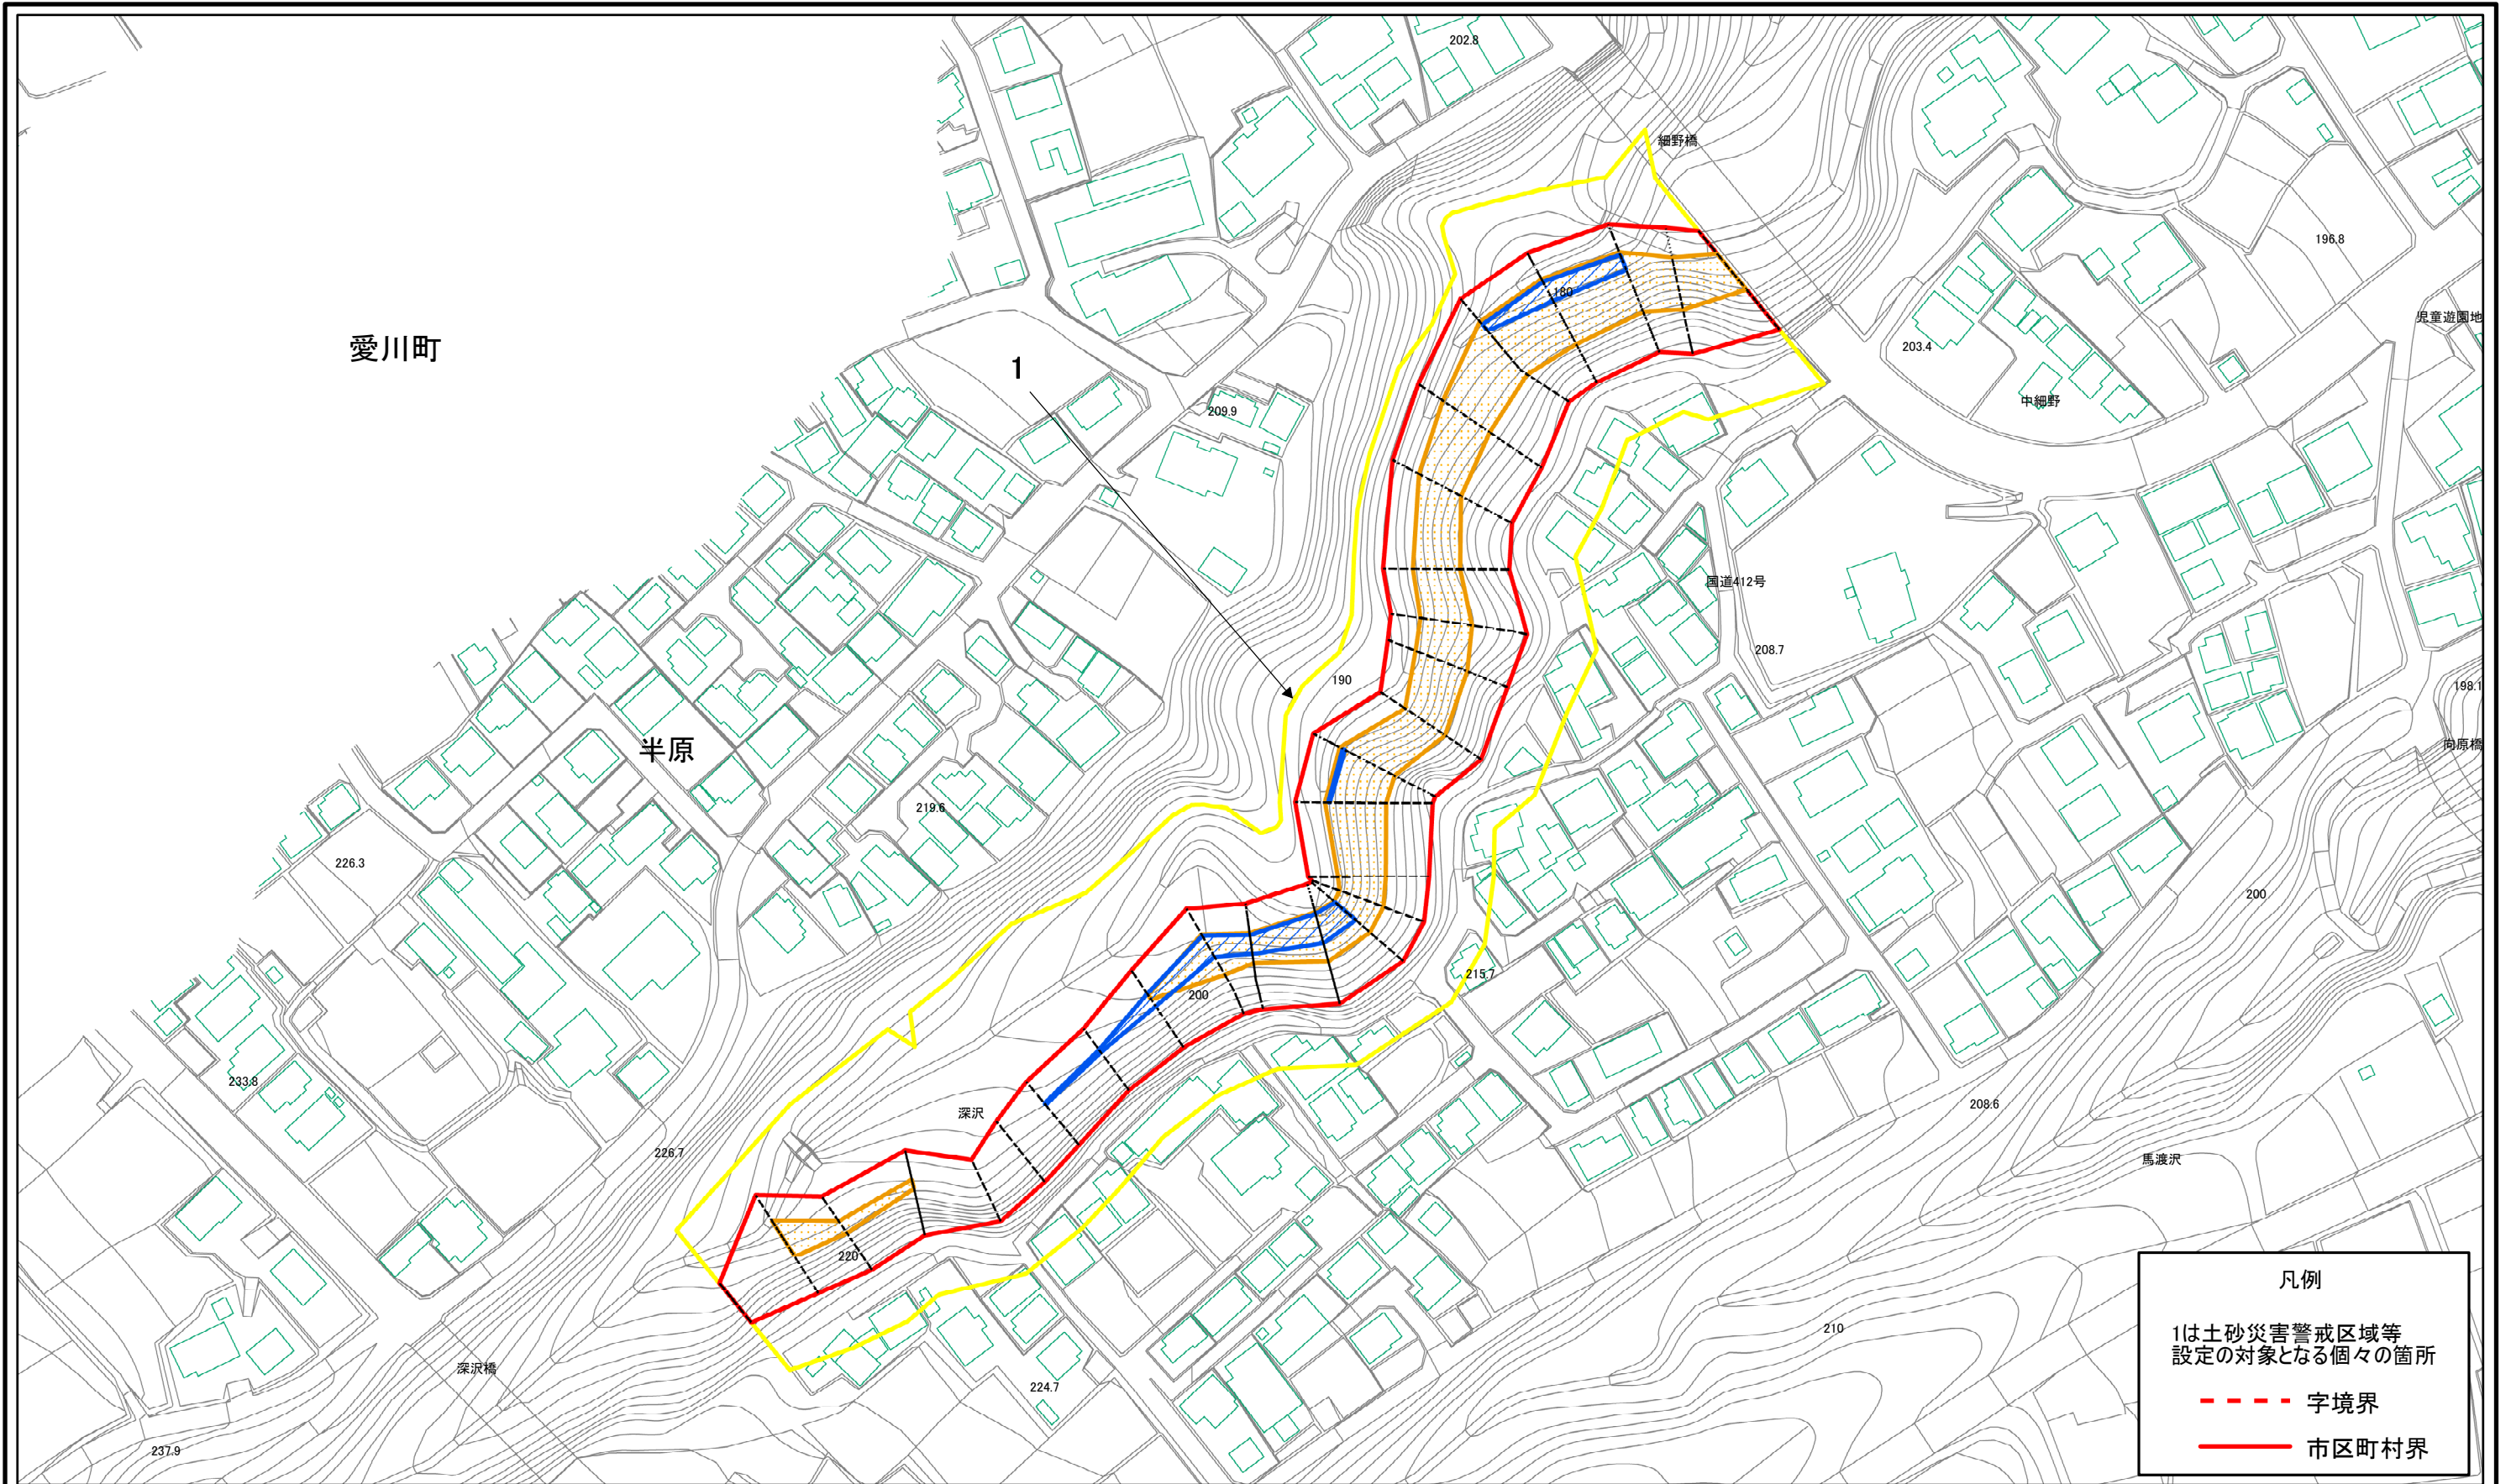 202.8
細野橋
196.8
180
児童遊園地
愛川町
203.4
1
中細野
209.9
国道412号
208.7
190
198.1
半原
向原橋
219.6
226.3
200
215.7
200
233.8
深沢
208.6
226.7
馬渡沢
220
凡例
210
1は土砂災害警戒区域等
設定の対象となる個々の箇所
深沢橋
224.7
字境界
237.9
市区町村界